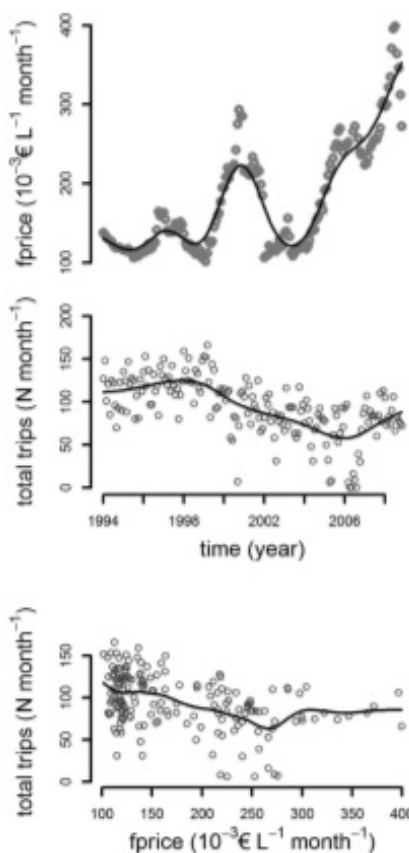 400
300
200
100
fprice (10⁻³€ L⁻¹ month⁻¹)
200
150
100
50
0
total trips (N month⁻¹)
1994 1998 2002 2006
time (year)
150
100
50
0
total trips (N month⁻¹)
100 150 200 250 300 350 400
fprice (10⁻³€ L⁻¹ month⁻¹)